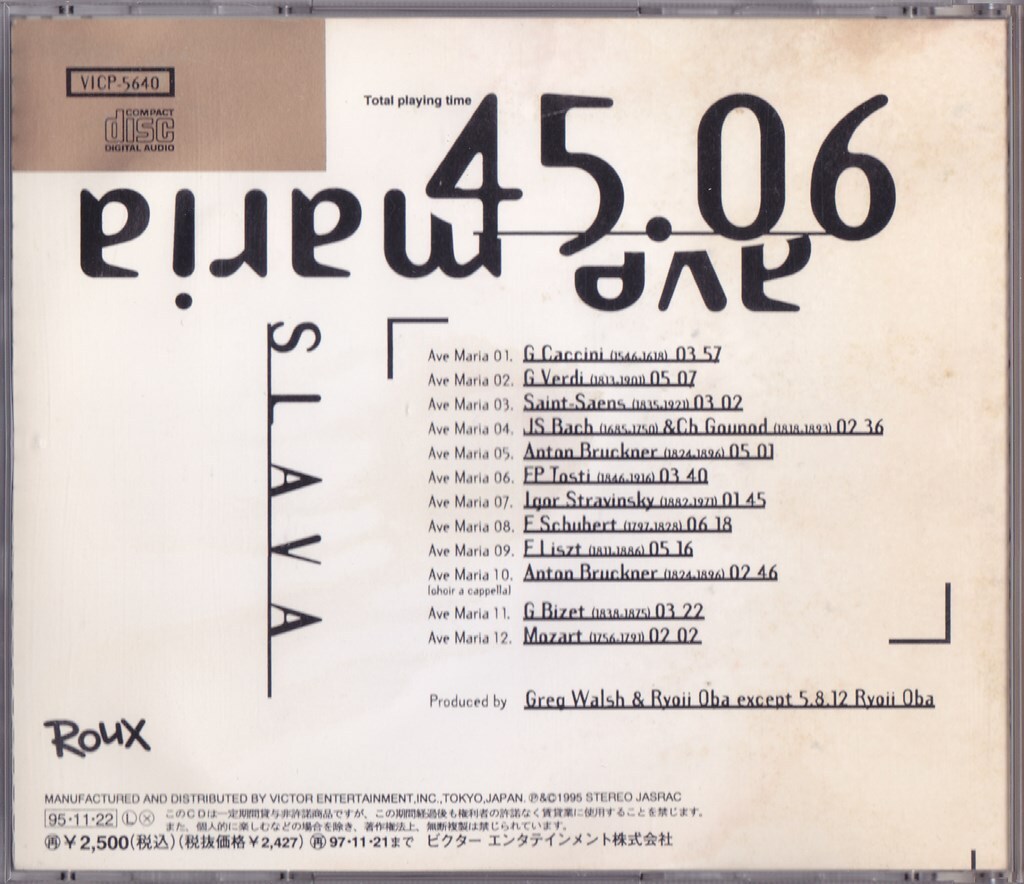 VICP-5640
COMPACT
disc
DIGITAL AUDIO
Total playing time 45.06
ave maria
SLAVA
Ave Maria 01. G Caccini (1546.1618) 03 57
Ave Maria 02. G Verdi (1813.1901) 05 07
Ave Maria 03. Saint-Saens (1835.1921) 03 02
Ave Maria 04. JS Bach (1685.1750) &Ch Gounod (1818.1893) 02 36
Ave Maria 05. Anton Bruckner (1824.1896) 05 01
Ave Maria 06. FP Tosti (1846.1916) 03 40
Ave Maria 07. Igor Stravinsky (1882.1971) 01 45
Ave Maria 08. F Schubert (1797.1828) 06 18
Ave Maria 09. F Liszt (1811.1886) 05 16
Ave Maria 10. Anton Bruckner (1824.1896) 02 46
[choir a cappella]
Ave Maria 11. G Bizet (1838.1875) 03 22
Ave Maria 12. Mozart (1756.1791) 02 02
Produced by Greg Walsh & Ryoji Oba except 5.8.12 Ryoji Oba
Roux
MANUFACTURED AND DISTRIBUTED BY VICTOR ENTERTAINMENT,INC.,TOKYO,JAPAN. ℗&©1995 STEREO JASRAC
95・11・22 Ⓛ ⓧ このCDは一定期間貸与非許諾商品ですが、この期間経過後も権利者の許諾なく賃貸業に使用することを禁じます。
また、個人的に楽しむなどの場合を除き、著作権法上、無断複製は禁じられています。
㊢¥2,500(税込)(税抜価格¥2,427) ㊢97・11・21まで ビクター エンタテインメント株式会社